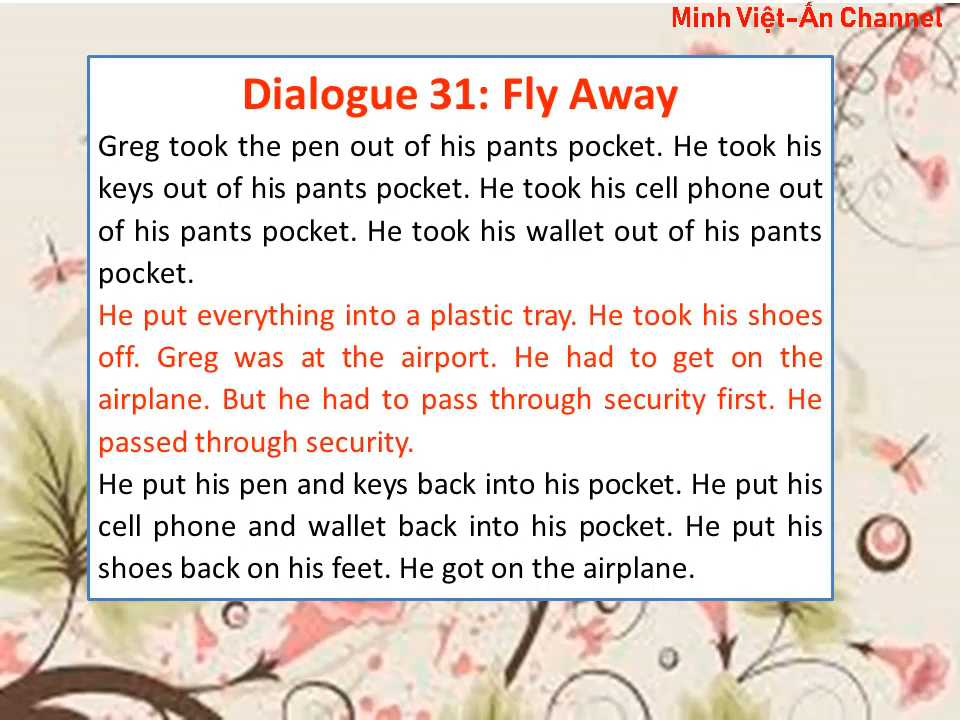 Minh Việt-Ấn Channel
Dialogue 31: Fly Away
Greg took the pen out of his pants pocket. He took his
keys out of his pants pocket. He took his cell phone out
of his pants pocket. He took his wallet out of his pants
pocket.
He put everything into a plastic tray. He took his shoes
off. Greg was at the airport. He had to get on the
airplane. But he had to pass through security first. He
passed through security.
He put his pen and keys back into his pocket. He put his
cell phone and wallet back into his pocket. He put his
shoes back on his feet. He got on the airplane.